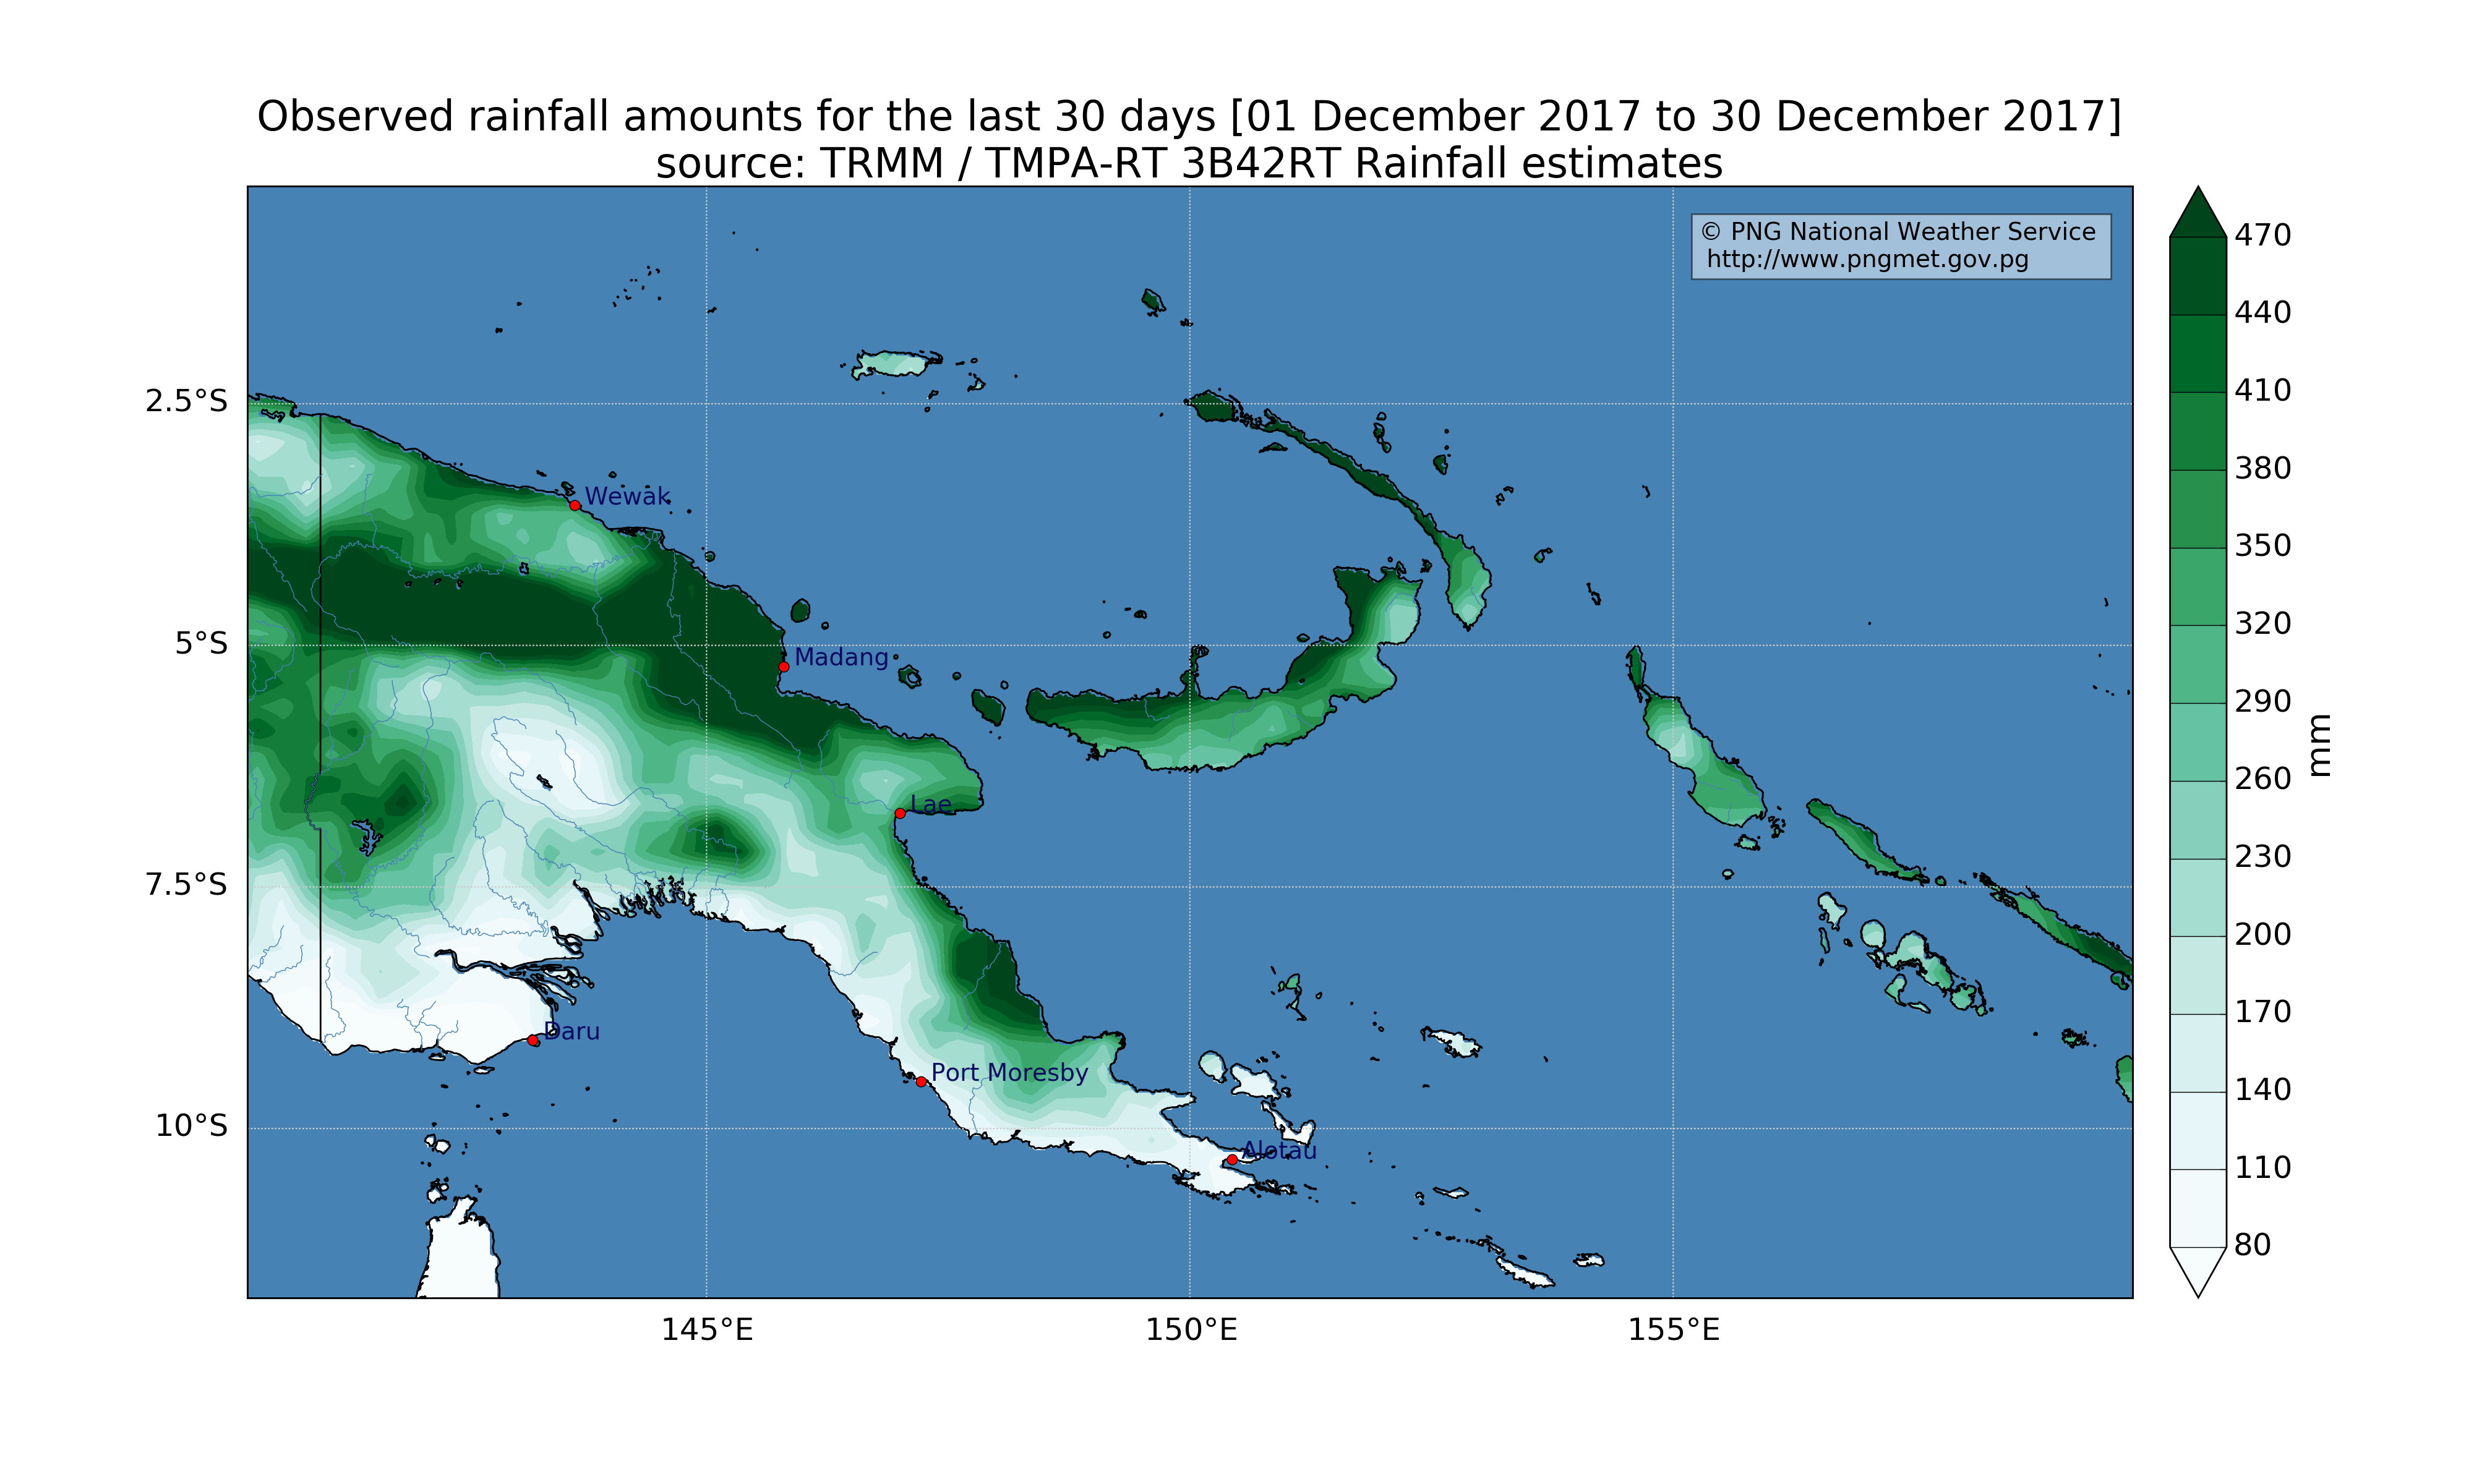 Observed rainfall amounts for the last 30 days [01 December 2017 to 30 December 2017]
source: TRMM / TMPA-RT 3B42RT Rainfall estimates
© PNG National Weather Service
http://www.pngmet.gov.pg
470
440
410
380
350
320
290
260
230
200
170
140
110
80
mm
2.5°S
5°S
7.5°S
10°S
Wewak
Madang
Lae
Daru
Port Moresby
Alotau
145°E
150°E
155°E